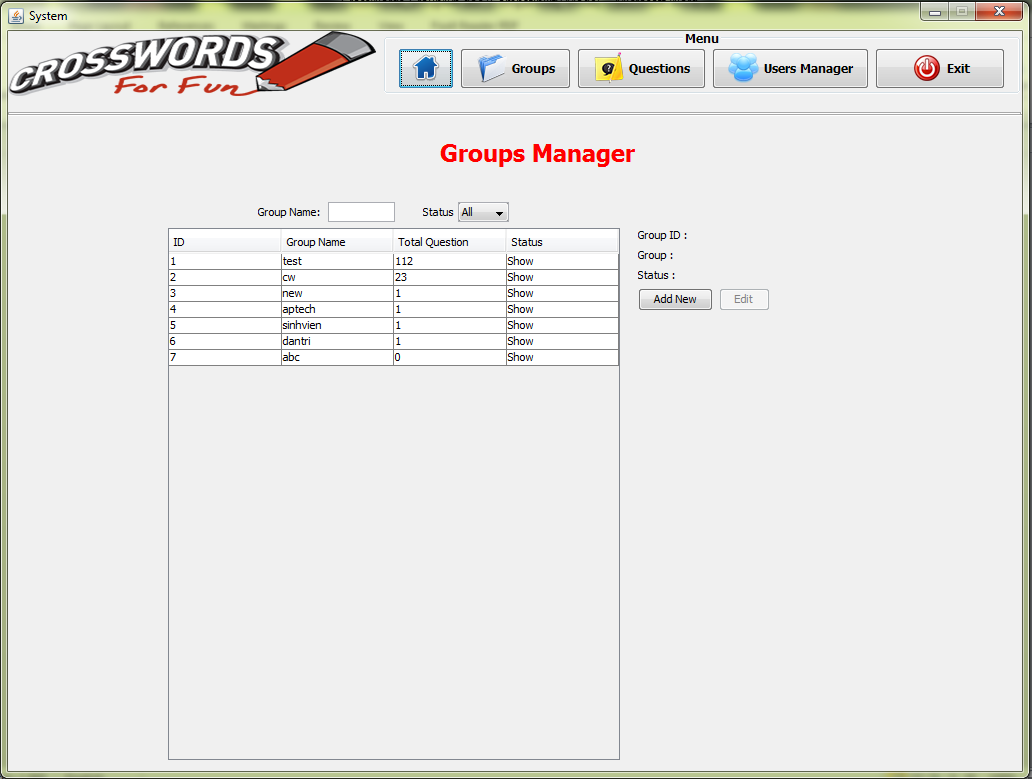 System
CROSSWORDS
For Fun
Menu
Groups Questions Users Manager Exit
Groups Manager
Group Name: Status All
ID Group Name Total Question Status
1 test 112 Show
2 cw 23 Show
3 new 1 Show
4 aptech 1 Show
5 sinhvien 1 Show
6 dantri 1 Show
7 abc 0 Show
Group ID :
Group :
Status :
Add New Edit